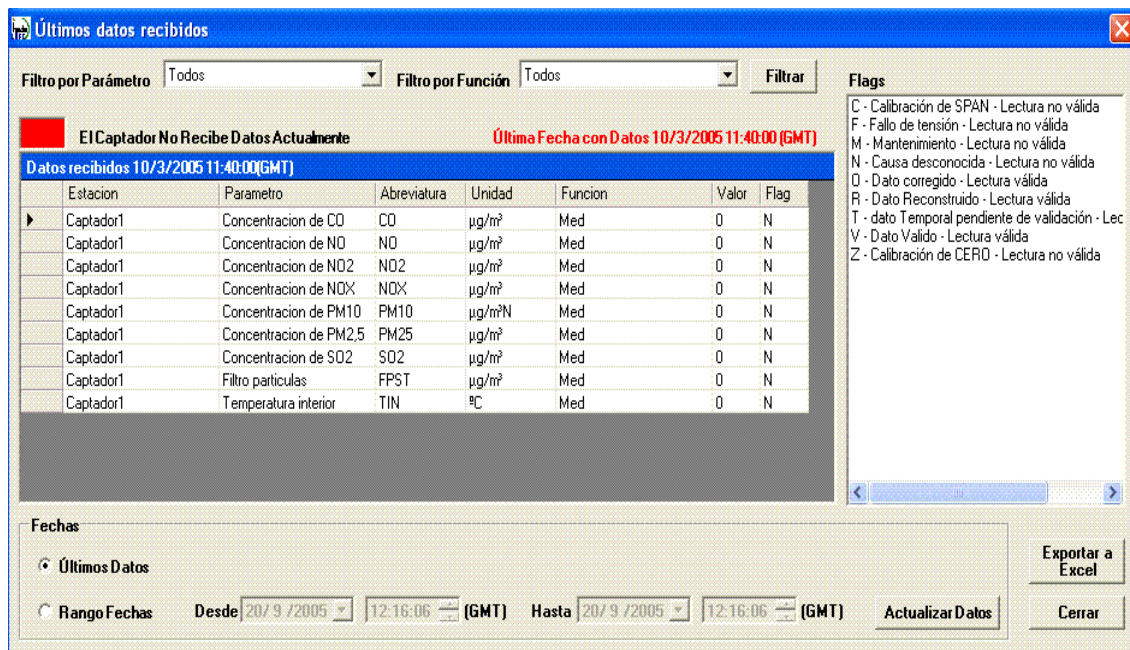 Últimos datos recibidos
Filtro por Parámetro Todos Filtro por Función Todos Filtrar
El Captador No Recibe Datos Actualmente Última Fecha con Datos 10/3/2005 11:40:00 (GMT)
Datos recibidos 10/3/2005 11:40:00(GMT)
Estacion Parametro Abreviatura Unidad Funcion Valor Flag
Captador1 Concentracion de CO CO µg/m³ Med 0 N
Captador1 Concentracion de NO NO µg/m³ Med 0 N
Captador1 Concentracion de NO2 NO2 µg/m³ Med 0 N
Captador1 Concentracion de NOX NOX µg/m³ Med 0 N
Captador1 Concentracion de PM10 PM10 µg/m³N Med 0 N
Captador1 Concentracion de PM2,5 PM25 µg/m³ Med 0 N
Captador1 Concentracion de SO2 SO2 µg/m³ Med 0 N
Captador1 Filtro particulas FPST µg/m³ Med 0 N
Captador1 Temperatura interior TIN ºC Med 0 N
Flags
C - Calibración de SPAN - Lectura no válida
F - Fallo de tensión - Lectura no válida
M - Mantenimiento - Lectura no válida
N - Causa desconocida - Lectura no válida
O - Dato corregido - Lectura válida
R - Dato Reconstruido - Lectura válida
T - dato Temporal pendiente de validación - Lec
V - Dato Valido - Lectura válida
Z - Calibración de CERO - Lectura no válida
Fechas
Últimos Datos
Rango Fechas Desde 20/ 9 /2005 12:16:06 (GMT) Hasta 20/ 9 /2005 12:16:06 (GMT) Actualizar Datos
Exportar a
Excel
Cerrar